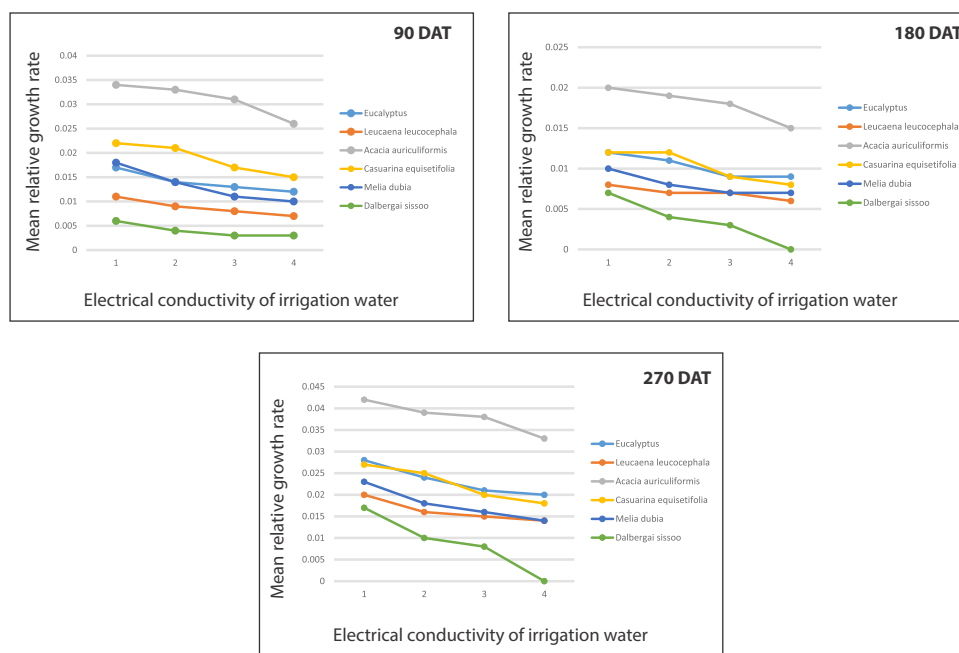 90 DAT
Mean relative growth rate
0.04
0.035
0.03
0.025
0.02
0.015
0.01
0.005
0
1 2 3 4
Electrical conductivity of irrigation water
Eucalyptus
Leucaena leucocephala
Acacia auriculiformis
Casuarina equisetifolia
Melia dubia
Dalbergai sissoo
180 DAT
Mean relative growth rate
0.025
0.02
0.015
0.01
0.005
0
1 2 3 4
Electrical conductivity of irrigation water
Eucalyptus
Leucaena leucocephala
Acacia auriculiformis
Casuarina equisetifolia
Melia dubia
Dalbergai sissoo
270 DAT
Mean relative growth rate
0.045
0.04
0.035
0.03
0.025
0.02
0.015
0.01
0.005
0
1 2 3 4
Electrical conductivity of irrigation water
Eucalyptus
Leucaena leucocephala
Acacia auriculiformis
Casuarina equisetifolia
Melia dubia
Dalbergai sissoo